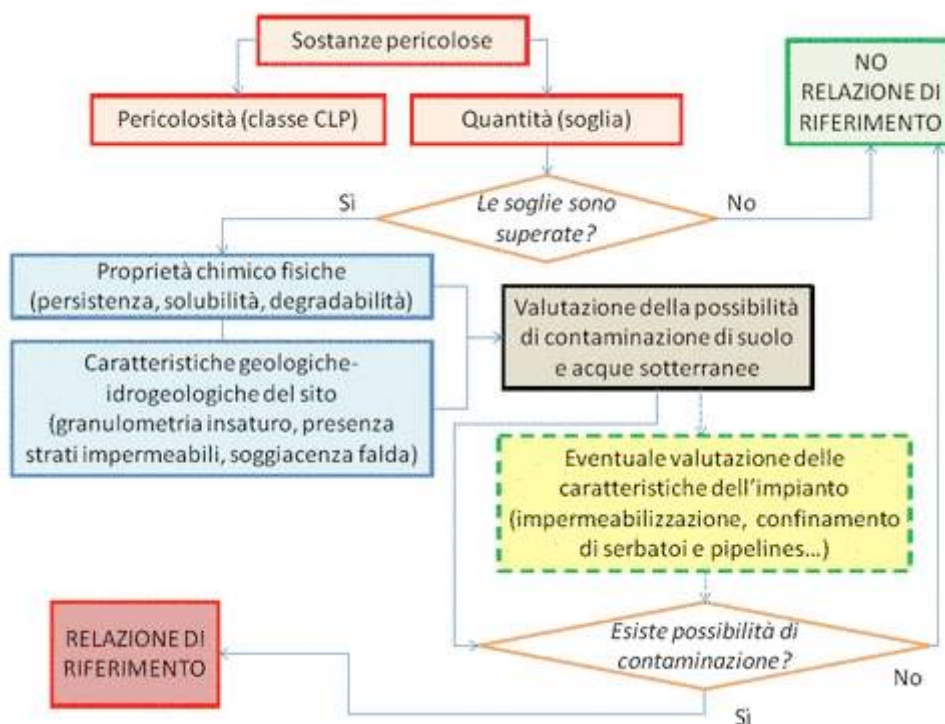 Sostanze pericolose
NO
RELAZIONE DI
RIFERIMENTO
Pericolosità (classe CLP)
Quantità (soglia)
Sì
Le soglie sono
superate?
No
Proprietà chimico fisiche
(persistenza, solubilità, degradabilità)
Valutazione della possibilità
di contaminazione di suolo
e acque sotterranee
Caratteristiche geologiche-
idrogeologiche del sito
(granulometria insaturo, presenza
strati impermeabili, soggiacenza falda)
Eventuale valutazione delle
caratteristiche dell'impianto
(impermeabilizzazione, confinamento
di serbatoi e pipelines...)
Esiste possibilità di
contaminazione?
No
RELAZIONE DI
RIFERIMENTO
Sì